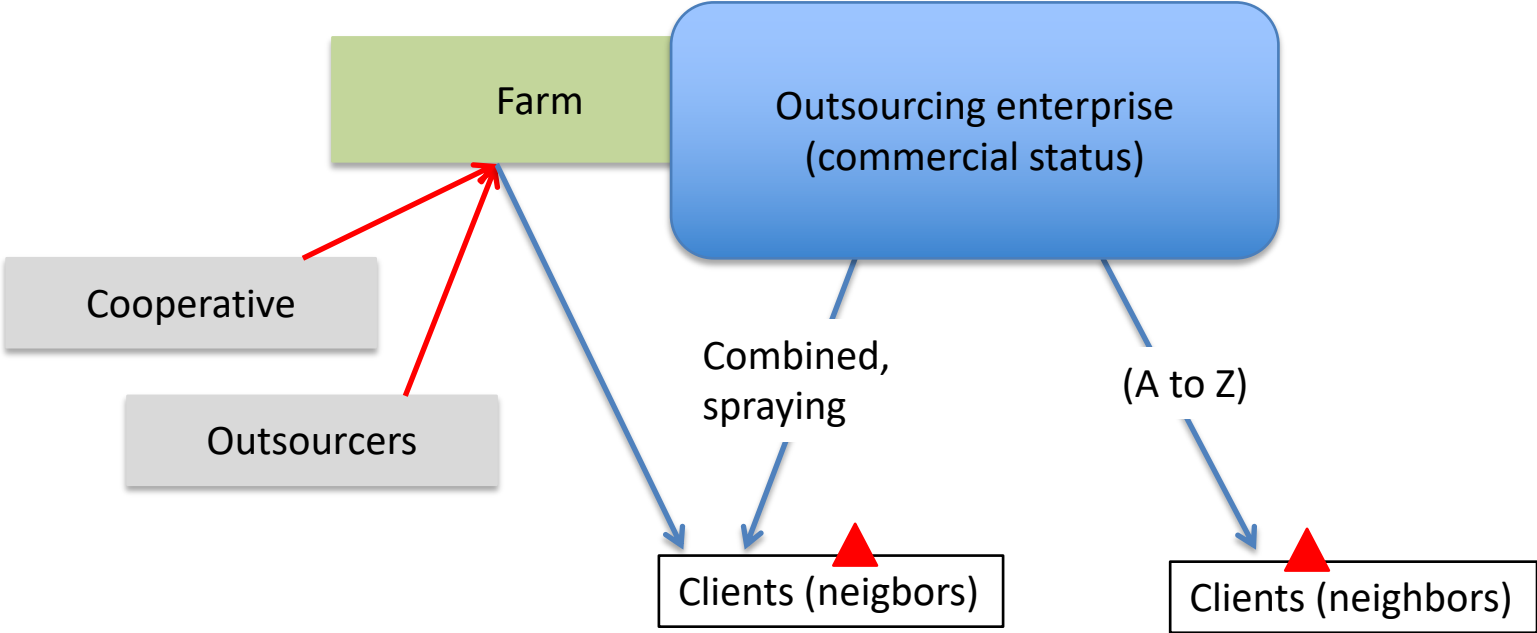 Farm
Outsourcing enterprise
(commercial status)
Cooperative
Outsourcers
Combined,
spraying
(A to Z)
Clients (neigbors)
Clients (neighbors)